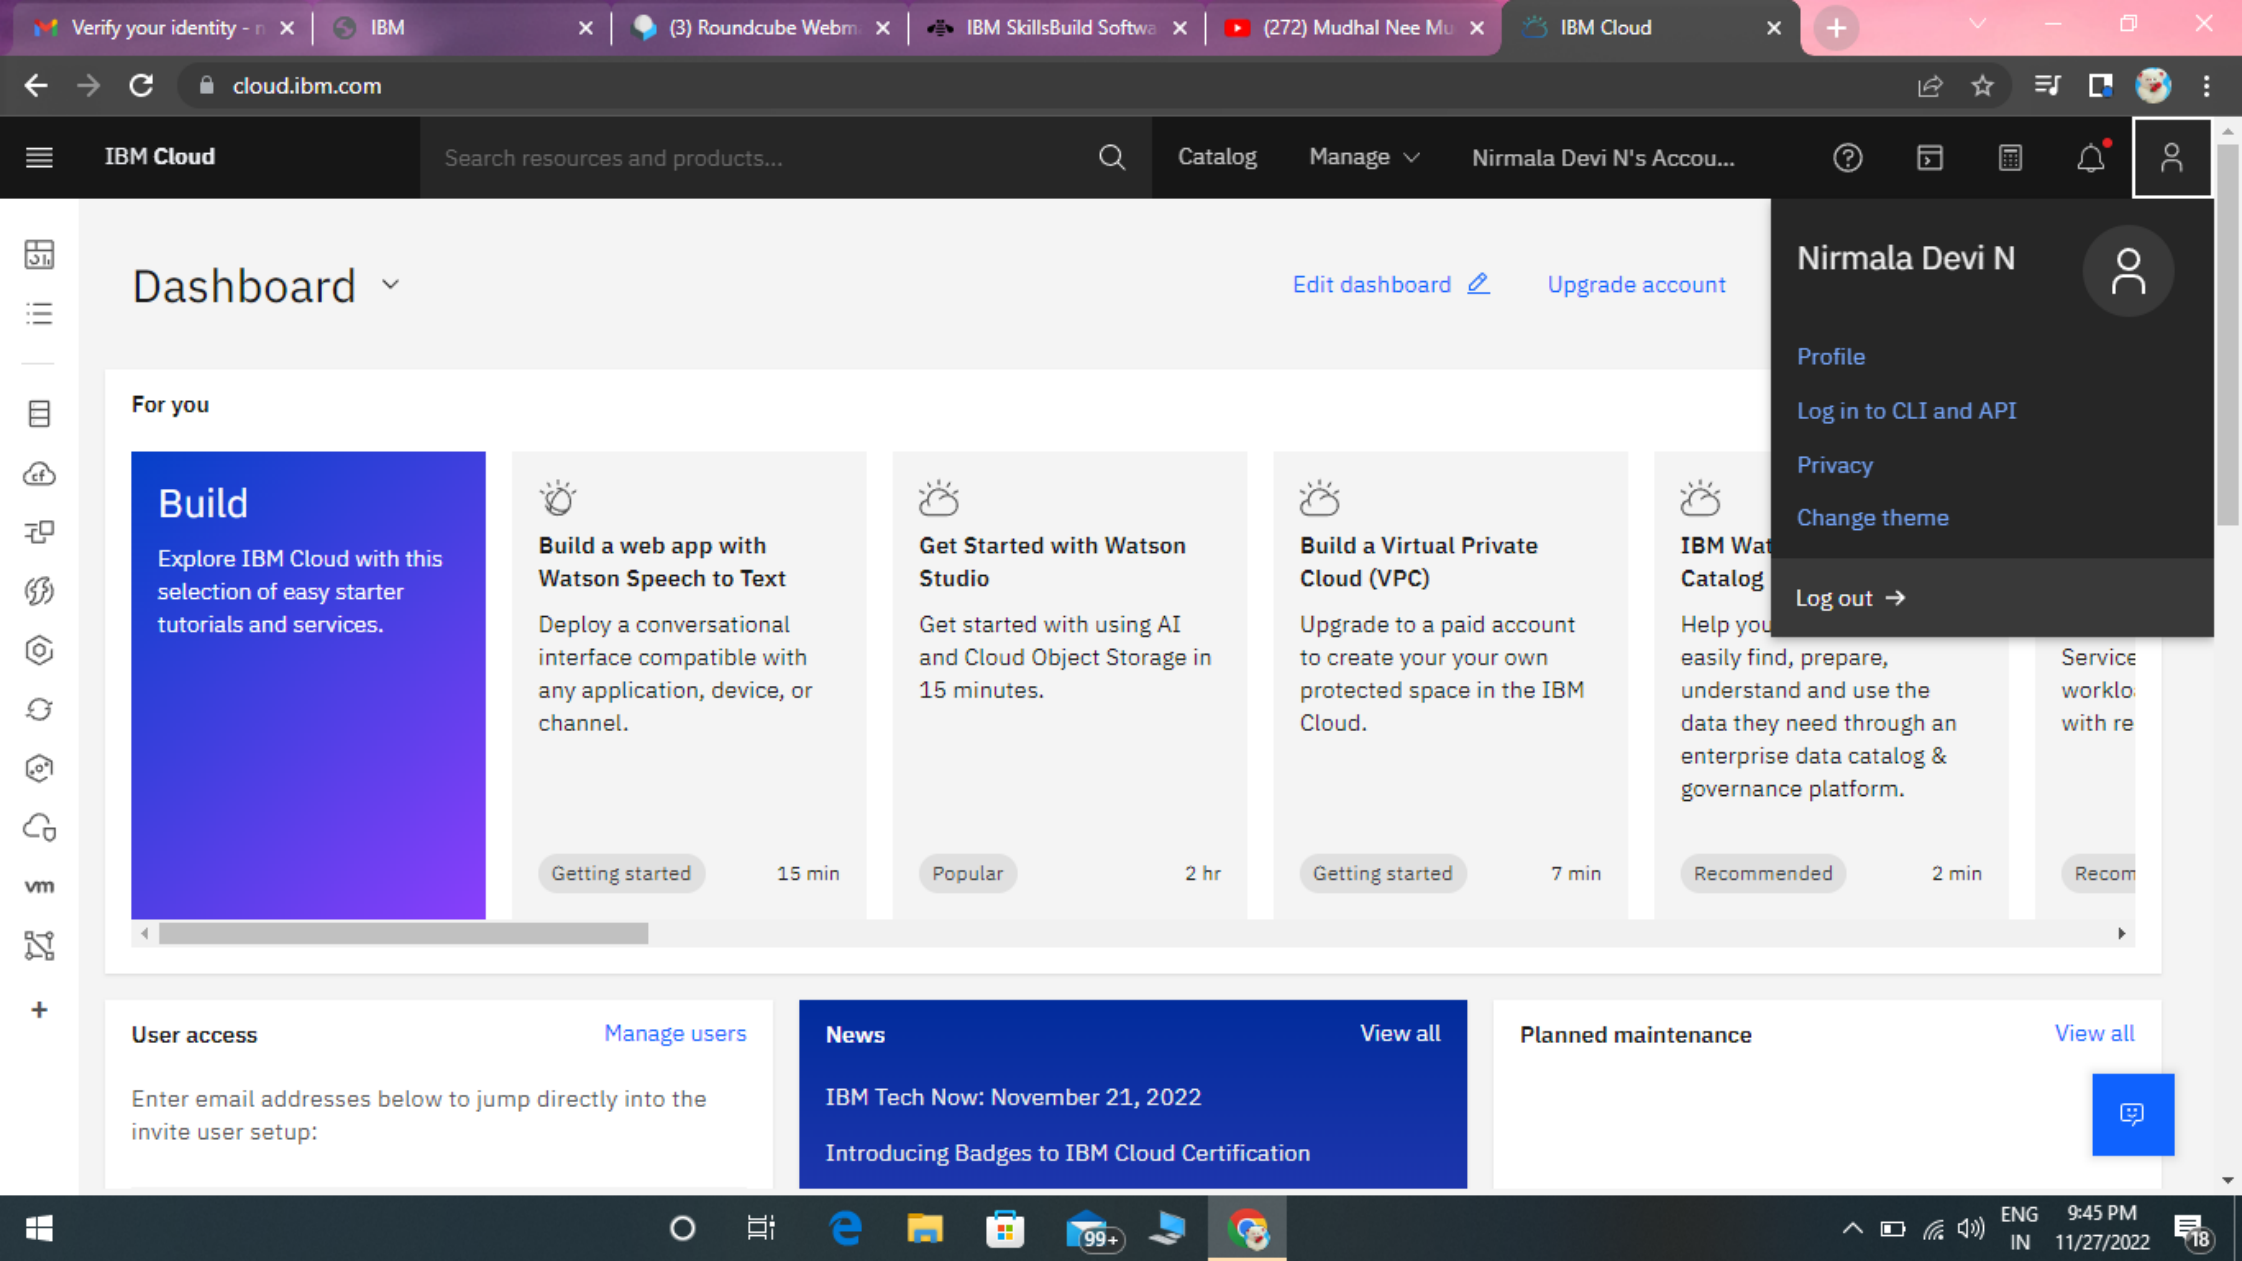 Verify your identity - n
IBM
(3) Roundcube Webm
IBM SkillsBuild Softwa
(272) Mudhal Nee Mu
IBM Cloud
cloud.ibm.com
IBM Cloud
Search resources and products...
Catalog
Manage
Nirmala Devi N's Accou...
Nirmala Devi N
Profile
Log in to CLI and API
Privacy
Change theme
Log out
Dashboard
Edit dashboard
Upgrade account
For you
Build
Explore IBM Cloud with this
selection of easy starter
tutorials and services.
Build a web app with
Watson Speech to Text
Deploy a conversational
interface compatible with
any application, device, or
channel.
Getting started
15 min
Get Started with Watson
Studio
Get started with using AI
and Cloud Object Storage in
15 minutes.
Popular
2 hr
Build a Virtual Private
Cloud (VPC)
Upgrade to a paid account
to create your your own
protected space in the IBM
Cloud.
Getting started
7 min
IBM Wat
Catalog
Help you
easily find, prepare,
understand and use the
data they need through an
enterprise data catalog &
governance platform.
Recommended
2 min
Service
worklo
with re
Recom
cf
vm
User access
Manage users
Enter email addresses below to jump directly into the
invite user setup:
News
View all
IBM Tech Now: November 21, 2022
Introducing Badges to IBM Cloud Certification
Planned maintenance
View all
99+
ENG
IN
9:45 PM
11/27/2022
18